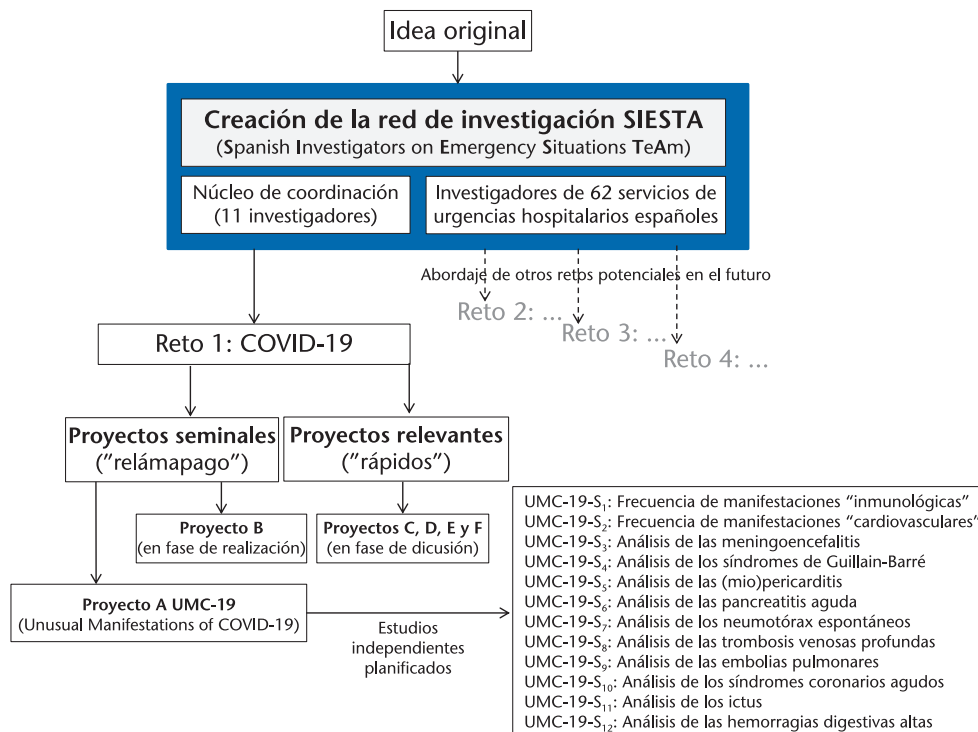 Idea original
Creación de la red de investigación SIESTA
(Spanish Investigators on Emergency Situations TeAm)
Núcleo de coordinación
(11 investigadores)
Investigadores de 62 servicios de
urgencias hospitalarios españoles
Abordaje de otros retos potenciales en el futuro
Reto 2: ...
Reto 3: ...
Reto 4: ...
Reto 1: COVID-19
Proyectos seminales
("relámapago")
Proyectos relevantes
("rápidos")
Proyecto B
(en fase de realización)
Proyectos C, D, E y F
(en fase de dicusión)
Proyecto A UMC-19
(Unusual Manifestations of COVID-19)
Estudios
independientes
planificados
UMC-19-S₁: Frecuencia de manifestaciones "inmunológicas"
UMC-19-S₂: Frecuencia de manifestaciones "cardiovasculares"
UMC-19-S₃: Análisis de las meningoencefalitis
UMC-19-S₄: Análisis de los síndromes de Guillain-Barré
UMC-19-S₅: Análisis de las (mio)pericarditis
UMC-19-S₆: Análisis de las pancreatitis aguda
UMC-19-S₇: Análisis de los neumotórax espontáneos
UMC-19-S₈: Análisis de las trombosis venosas profundas
UMC-19-S₉: Análisis de las embolias pulmonares
UMC-19-S₁₀: Análisis de los síndromes coronarios agudos
UMC-19-S₁₁: Análisis de los ictus
UMC-19-S₁₂: Análisis de las hemorragias digestivas altas